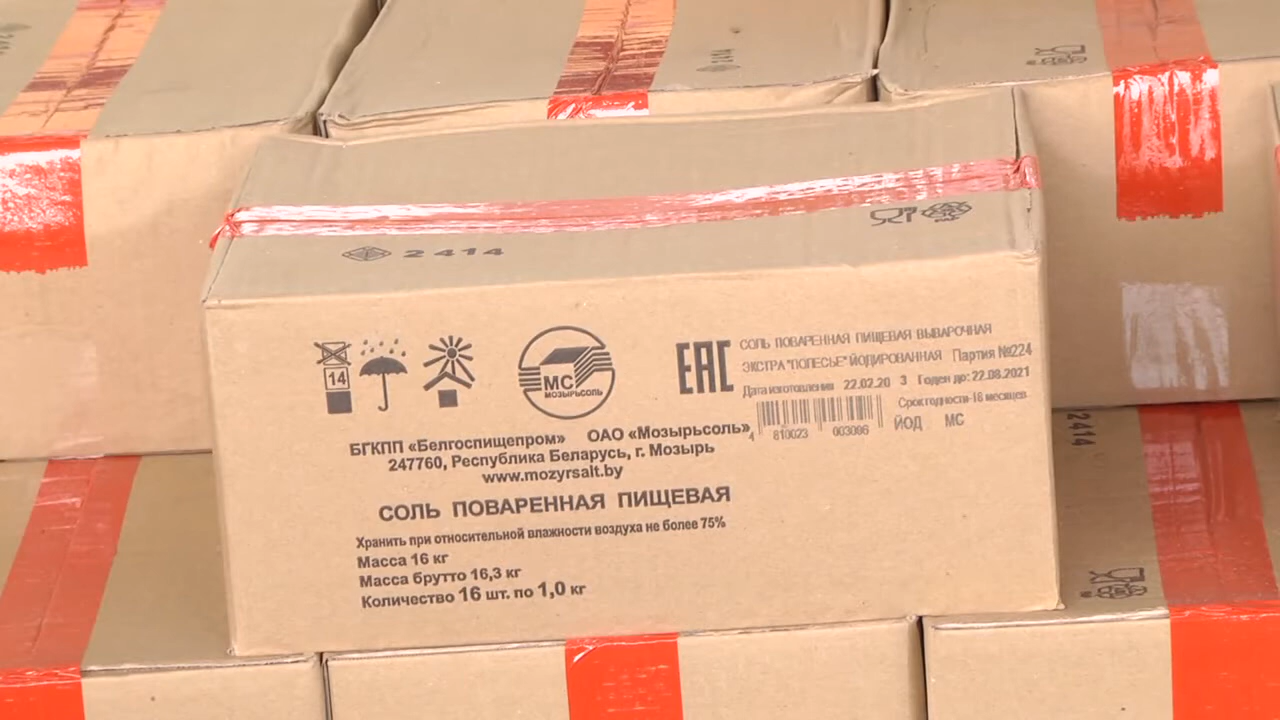 2414
14
МС
МОЗЫРЬСОЛЬ
ЕАС
СОЛЬ ПОВАРЕННАЯ ПИЩЕВАЯ ВЫВАРОЧНАЯ
ЭКСТРА "ПОЛЕСЬЕ" ЙОДИРОВАННАЯ Партия №224
Дата изготовления 22.02.20 3 Годен до: 22.08.2021
Срок годности-18 месяцев
4 810023 003096 ЙОД МС
БГКПП «Белгоспищепром» ОАО «Мозырьсоль»,
247760, Республика Беларусь, г. Мозырь
www.mozyrsalt.by
СОЛЬ ПОВАРЕННАЯ ПИЩЕВАЯ
Хранить при относительной влажности воздуха не более 75%
Масса 16 кг
Масса брутто 16,3 кг
Количество 16 шт. по 1,0 кг
2414